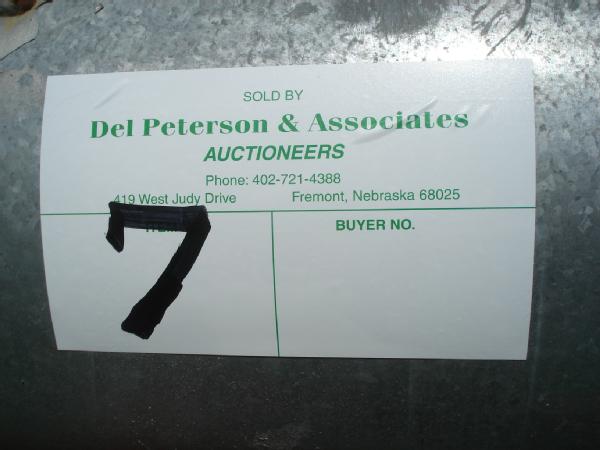 SOLD BY
Del Peterson & Associates
AUCTIONEERS
Phone: 402-721-4388
419 West Judy Drive Fremont, Nebraska 68025
ITEM BUYER NO.
7